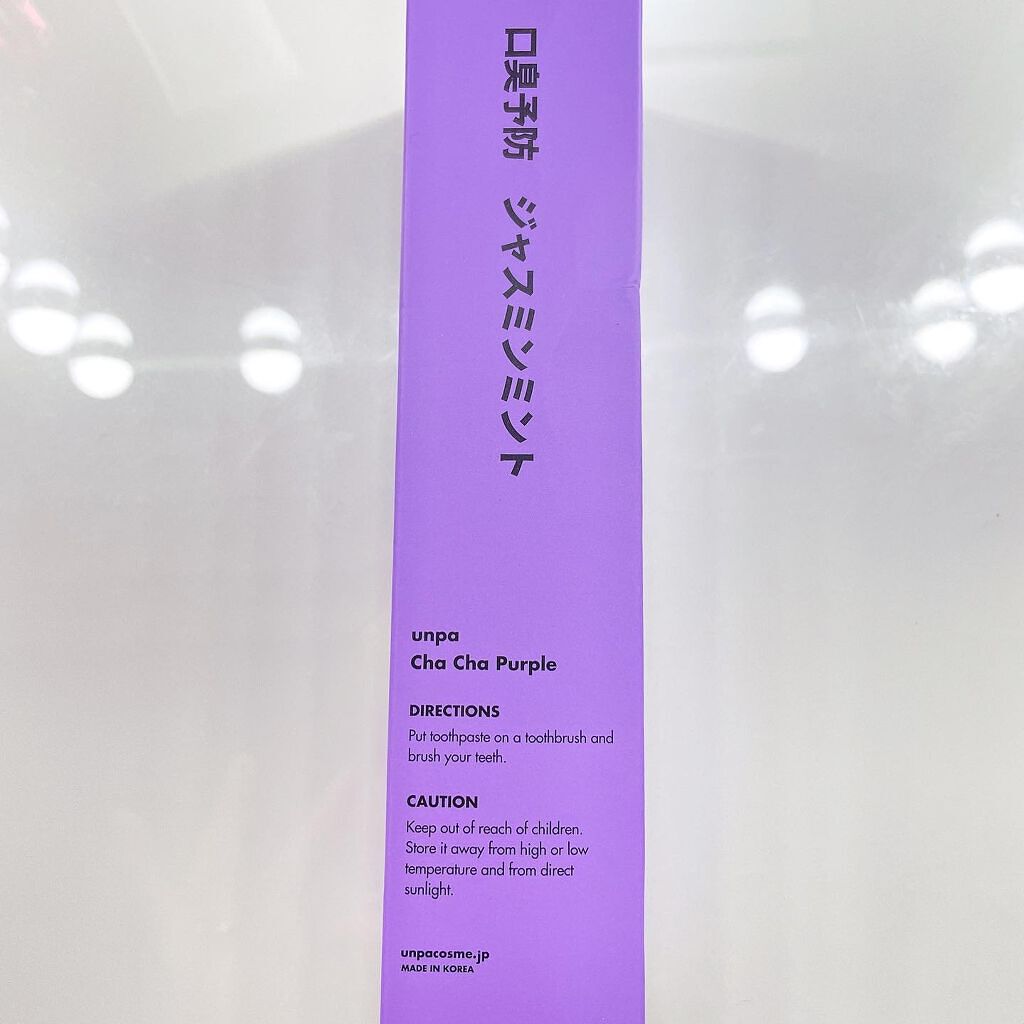 口臭予防 ジャスミンミント
unpa
Cha Cha Purple
DIRECTIONS
Put toothpaste on a toothbrush and
brush your teeth.
CAUTION
Keep out of reach of children.
Store it away from high or low
temperature and from direct
sunlight.
unpacosme.jp
MADE IN KOREA